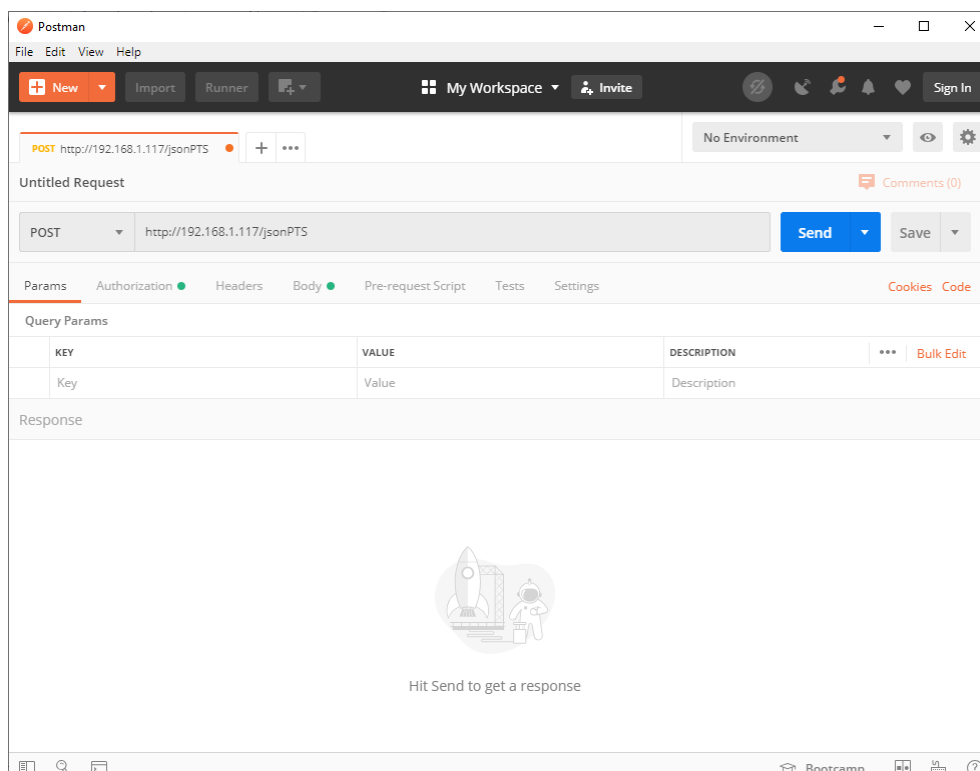 Postman
File Edit View Help
New Import Runner My Workspace Invite Sign In
POST http://192.168.1.117/jsonPTS No Environment
Untitled Request Comments (0)
POST http://192.168.1.117/jsonPTS Send Save
Params Authorization Headers Body Pre-request Script Tests Settings Cookies Code
Query Params
KEY VALUE DESCRIPTION Bulk Edit
Key Value Description
Response
Hit Send to get a response
Bootcamp